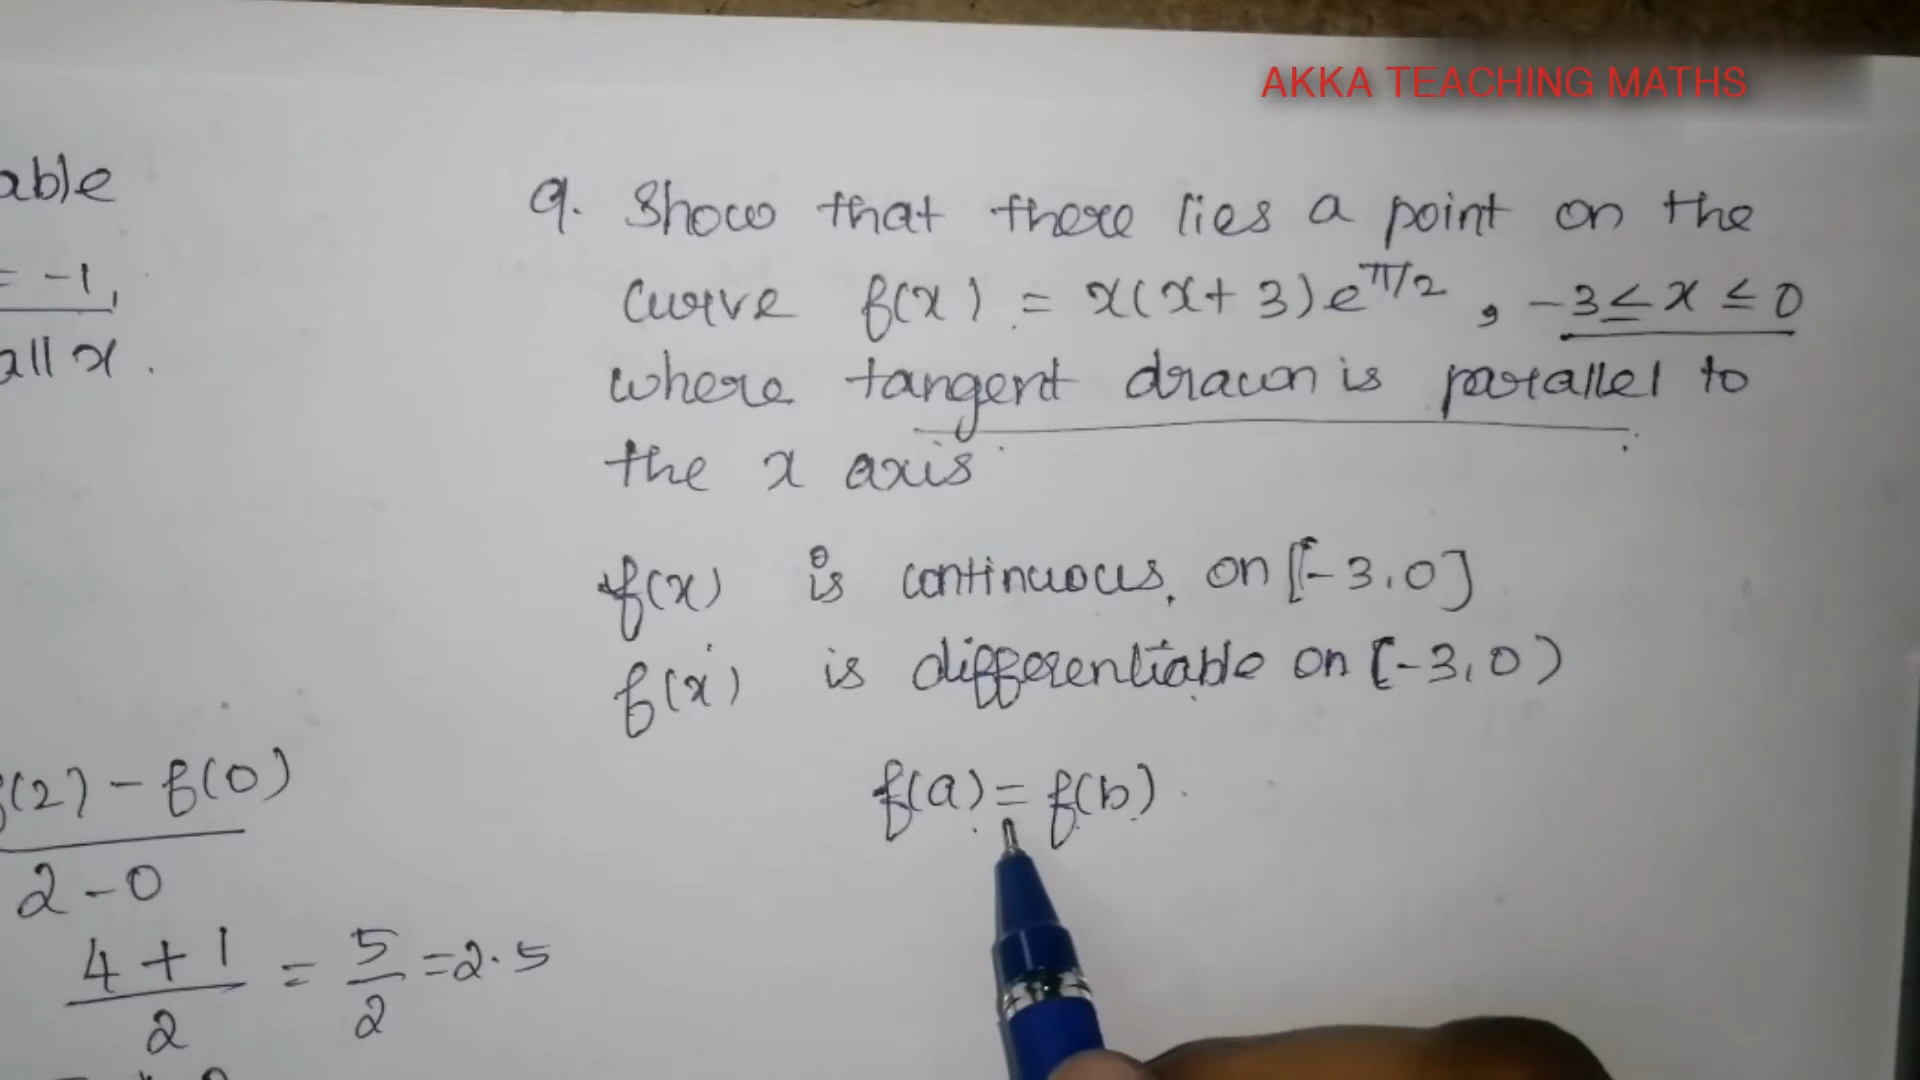 AKKA TEACHING MATHS
able
= -1,
all x.
9. Show that there lies a point on the
curve f(x) = x(x+3)e^π/2, -3 ≤ x ≤ 0
where tangent drawn is parallel to
the x axis
f(x) is continuous on [-3,0]
f(x) is differentiable on (-3,0)
f(a) = f(b).
(2) - f(0)
2-0
4+1
2
= 5/2 = 2.5